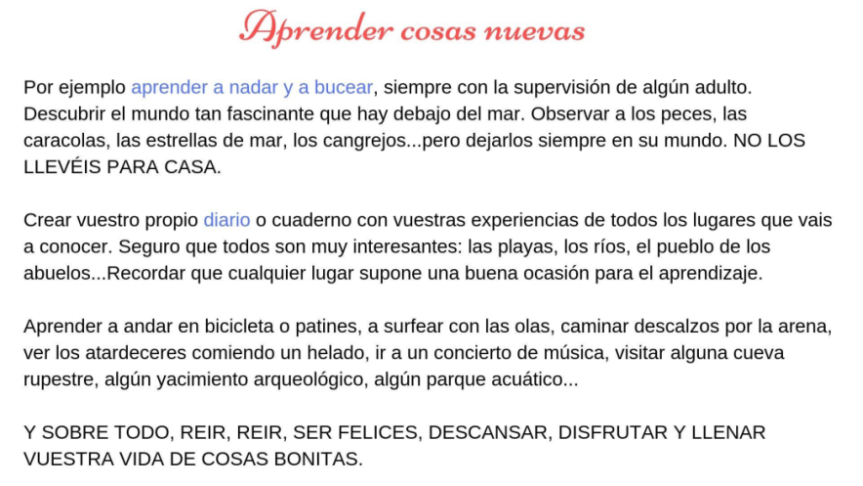 Aprender cosas nuevas
Por ejemplo aprender a nadar y a bucear, siempre con la supervisión de algún adulto.
Descubrir el mundo tan fascinante que hay debajo del mar. Observar a los peces, las
caracolas, las estrellas de mar, los cangrejos...pero dejarlos siempre en su mundo. NO LOS
LLEVÉIS PARA CASA.
Crear vuestro propio diario o cuaderno con vuestras experiencias de todos los lugares que vais
a conocer. Seguro que todos son muy interesantes: las playas, los ríos, el pueblo de los
abuelos...Recordar que cualquier lugar supone una buena ocasión para el aprendizaje.
Aprender a andar en bicicleta o patines, a surfear con las olas, caminar descalzos por la arena,
ver los atardeceres comiendo un helado, ir a un concierto de música, visitar alguna cueva
rupestre, algún yacimiento arqueológico, algún parque acuático...
Y SOBRE TODO, REIR, REIR, SER FELICES, DESCANSAR, DISFRUTAR Y LLENAR
VUESTRA VIDA DE COSAS BONITAS.